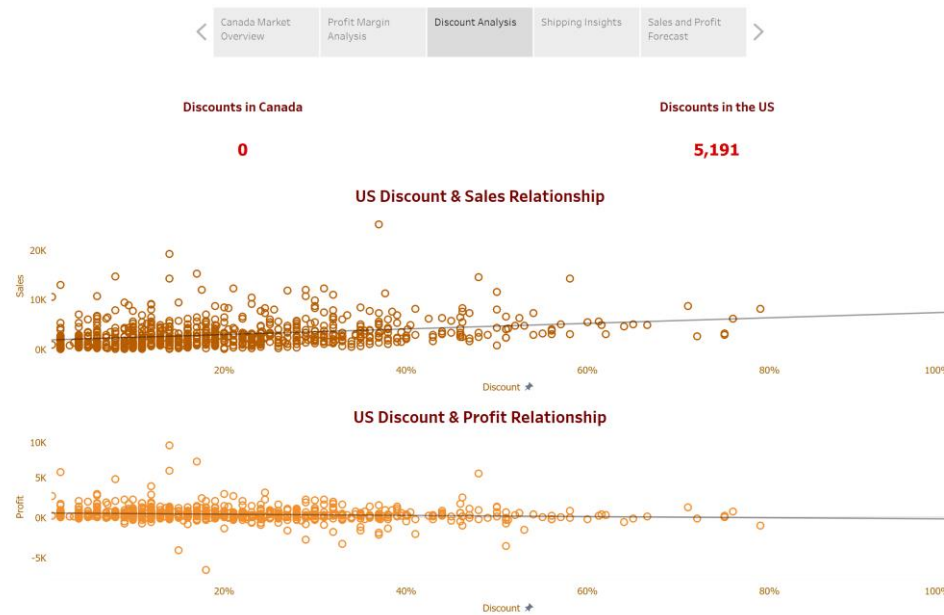 Canada Market Overview
Profit Margin Analysis
Discount Analysis
Shipping Insights
Sales and Profit Forecast
Discounts in Canada
Discounts in the US
0
5,191
US Discount & Sales Relationship
Sales
20K
10K
0K
20%
40%
60%
80%
100%
Discount
US Discount & Profit Relationship
Profit
10K
5K
0K
-5K
20%
40%
60%
80%
100%
Discount